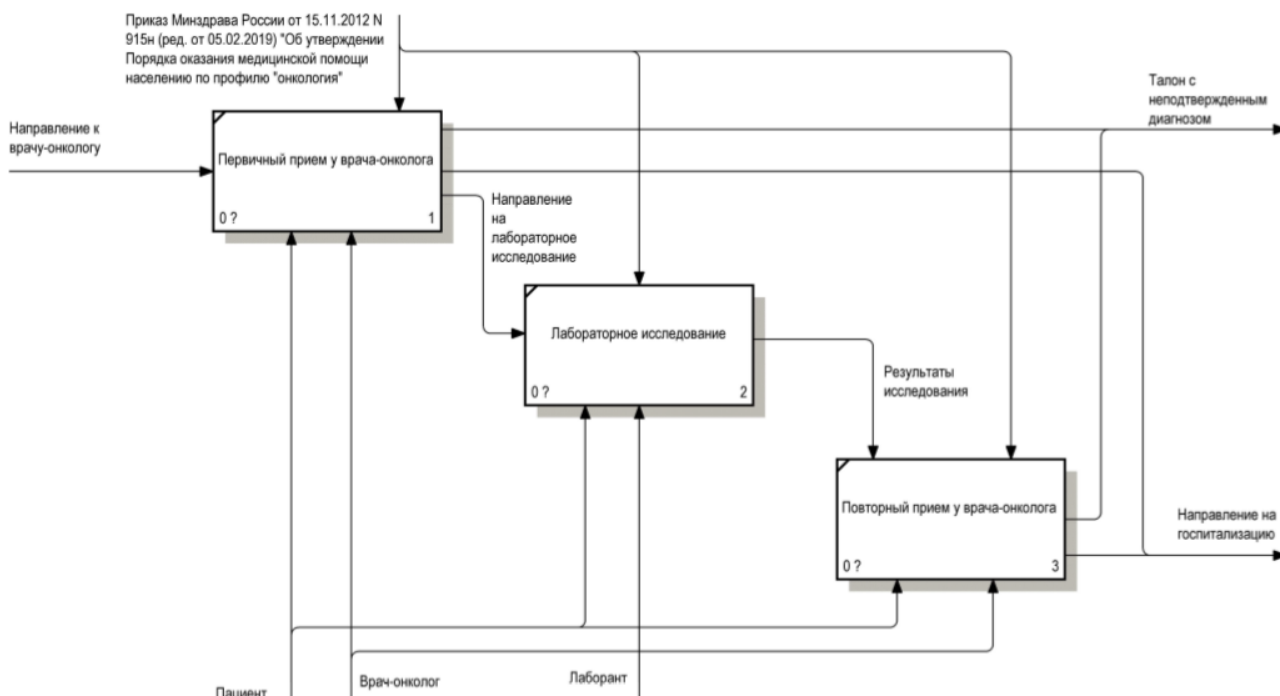 Приказ Минздрава России от 15.11.2012 N
915н (ред. от 05.02.2019) "Об утверждении
Порядка оказания медицинской помощи
населению по профилю "онкология"
Талон с
неподтвержденным
диагнозом
Направление к
врачу-онкологу
Первичный прием у врача-онколога
0 ?
1
Направление
на
лабораторное
исследование
Лабораторное исследование
0 ?
2
Результаты
исследования
Повторный прием у врача-онколога
0 ?
3
Направление на
госпитализацию
Пациент
Врач-онколог
Лаборант